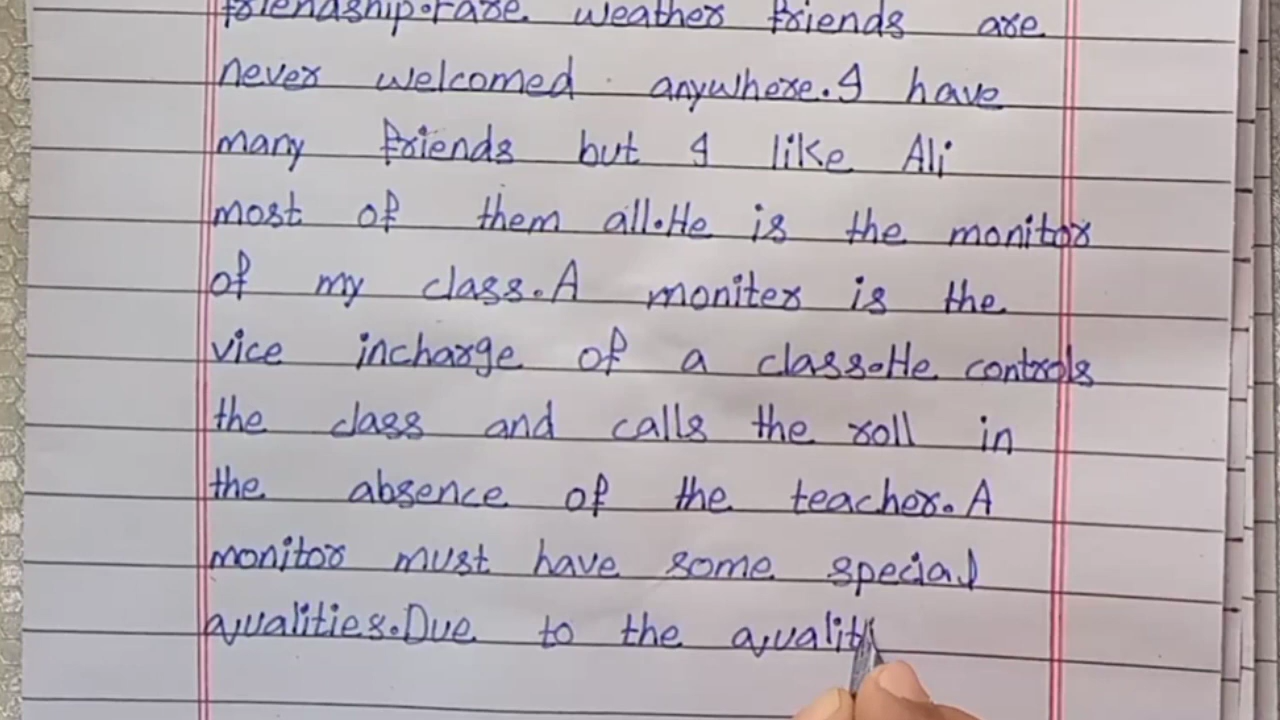 friendship.Fare weather friends are
never welcomed anywhere.I have
many friends but I like Ali
most of them all.He is the monitor
of my class.A moniter is the
vice incharge of a class.He controls
the class and calls the roll in
the absence of the teacher.A
monitor must have some special
qualities.Due to the qualit